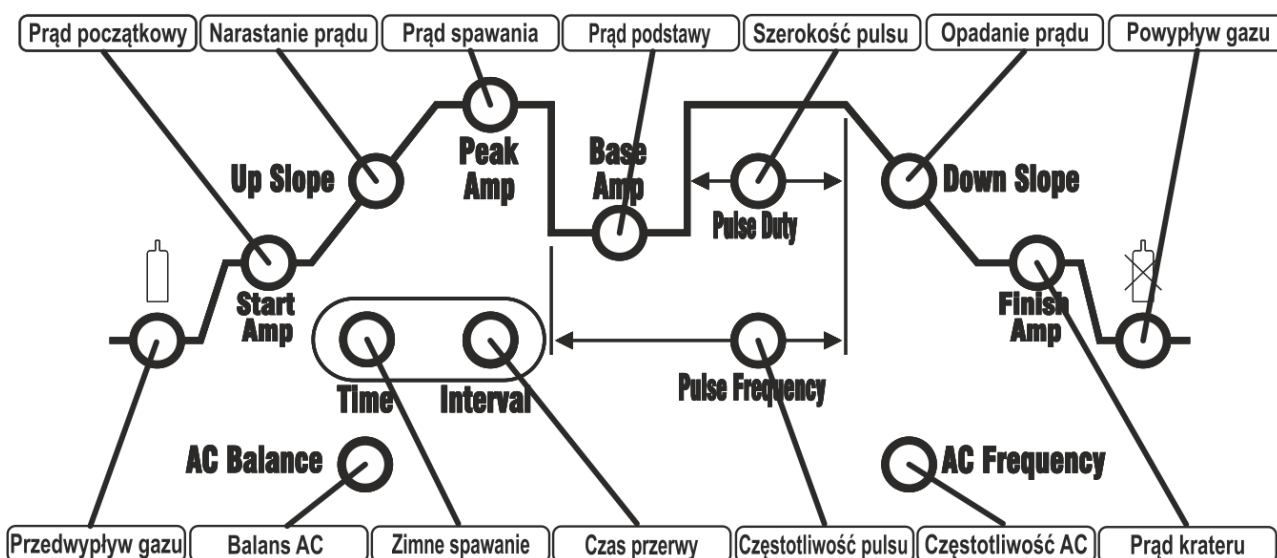 Prąd początkowy
Narastanie prądu
Prąd spawania
Prąd podstawy
Szerokość pulsu
Opadanie prądu
Powypływ gazu
Up Slope
Peak
Amp
Base
Amp
Pulse Duty
Down Slope
Start
Amp
Finish
Amp
Time
Interval
Pulse Frequency
AC Balance
AC Frequency
Przedwypływ gazu
Balans AC
Zimne spawanie
Czas przerwy
Częstotliwość pulsu
Częstotliwość AC
Prąd krateru